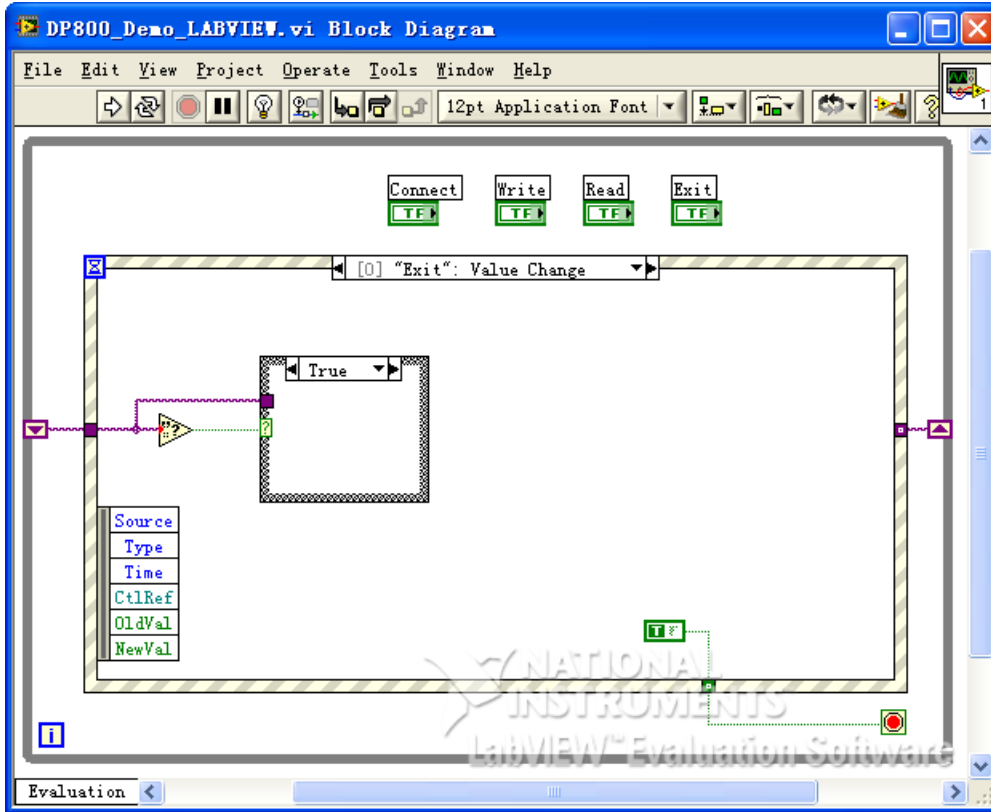 DP800_Demo_LABVIEW.vi Block Diagram
File Edit View Project Operate Tools Window Help
12pt Application Font
?
1
Connect Write Read Exit
TF TF TF TF
[0] "Exit": Value Change
True
?
?
Source
Type
Time
CtlRef
OldVal
NewVal
T F
NATIONAL
INSTRUMENTS
LabVIEW™ Evaluation Software
i
Evaluation